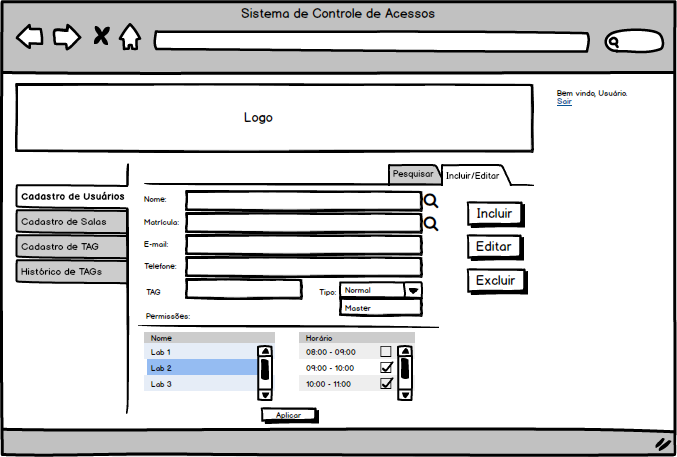 Sistema de Controle de Acessos
Bem vindo, Usuário.
Sair
Logo
Pesquisar
Incluir/Editar
Cadastro de Usuários
Cadastro de Salas
Cadastro de TAG
Histórico de TAGs
Nome:
Matrícula:
E-mail:
Telefone:
TAG
Tipo:
Normal
Master
Incluir
Editar
Excluir
Permissões:
Nome
Lab 1
Lab 2
Lab 3
Horário
08:00 - 09:00
09:00 - 10:00
10:00 - 11:00
Aplicar